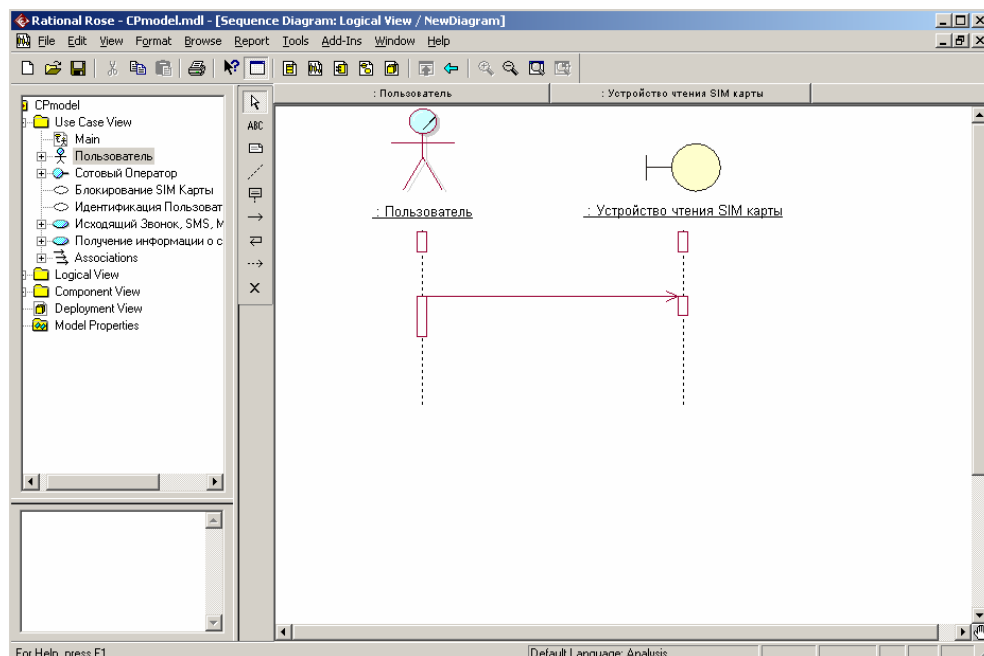 Rational Rose - CPmodel.mdl - [Sequence Diagram: Logical View / NewDiagram]
File Edit View Format Browse Report Tools Add-Ins Window Help
: Пользователь : Устройство чтения SIM карты
CPmodel
Use Case View
Main
Пользователь
Сотовый Оператор
Блокирование SIM Карты
Идентификация Пользоват
Исходящий Звонок, SMS, М
Получение информации о с
Associations
Logical View
Component View
Deployment View
Model Properties
ABC
: Пользователь
: Устройство чтения SIM карты
For Help, press F1
Default Language: Analysis